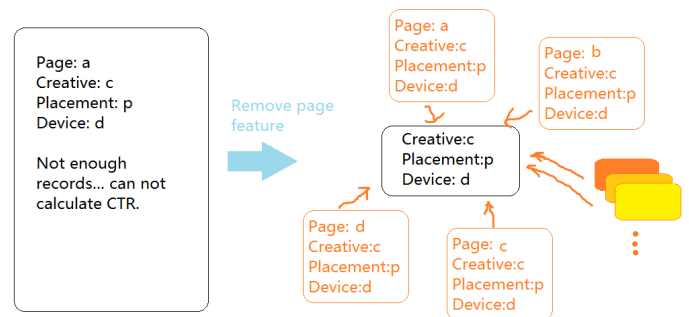 Page: a
Creative: c
Placement: p
Device: d
Not enough
records... can not
calculate CTR.
Remove page
feature
Page: a
Creative:c
Placement:p
Device:d
Page: b
Creative:c
Placement:p
Device:d
Creative:c
Placement:p
Device: d
Page: d
Creative:c
Placement:p
Device:d
Page: c
Creative:c
Placement:p
Device:d